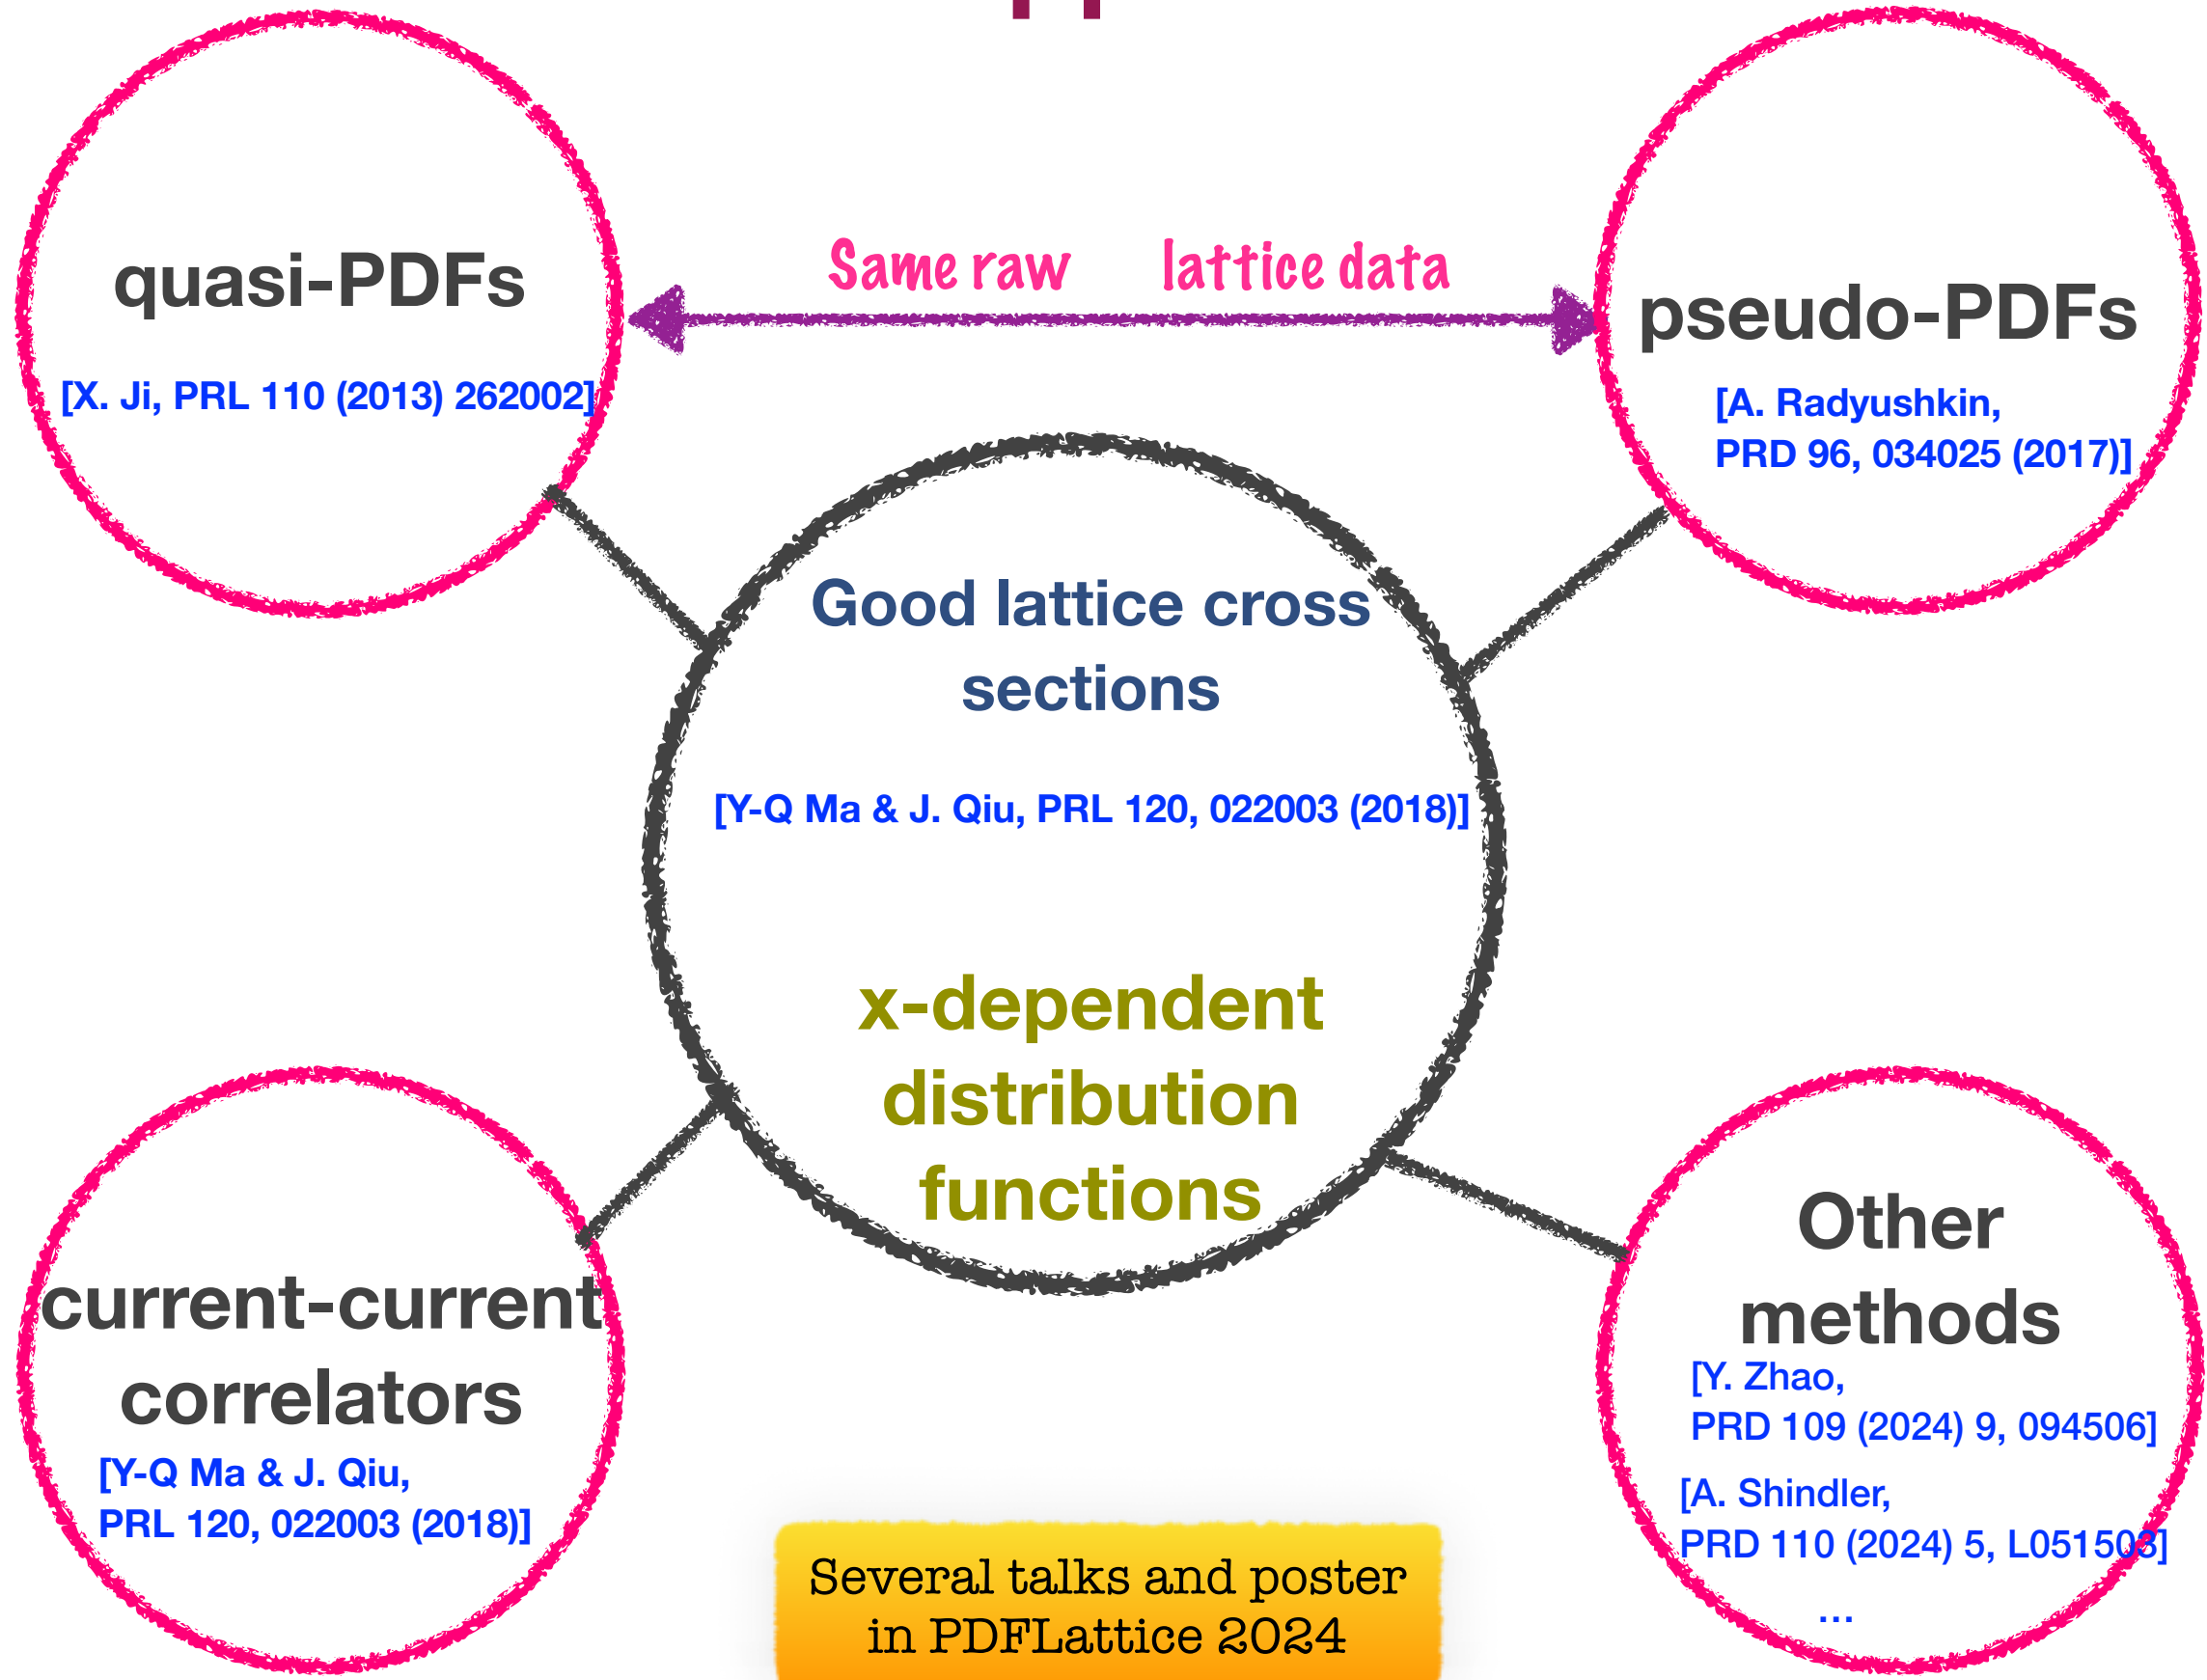 quasi-PDFs
[X. Ji, PRL 110 (2013) 262002]
Same raw lattice data
pseudo-PDFs
[A. Radyushkin,
PRD 96, 034025 (2017)]
Good lattice cross
sections
[Y-Q Ma & J. Qiu, PRL 120, 022003 (2018)]
x-dependent
distribution
functions
current-current
correlators
[Y-Q Ma & J. Qiu,
PRL 120, 022003 (2018)]
Other
methods
[Y. Zhao,
PRD 109 (2024) 9, 094506]
[A. Shindler,
PRD 110 (2024) 5, L051503]
...
Several talks and poster
in PDFLattice 2024